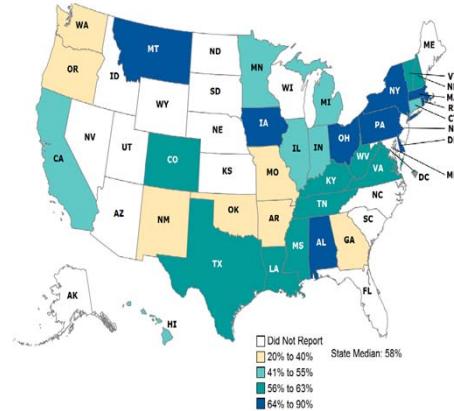 WA
ME
MT
ND
OR
MN
VT
ID
SD
WI
NY
WY
MI
IA
NE
PA
NV
OH
IL
IN
UT
CO
WV
VA
CA
KS
MO
KY
DC
NC
TN
OK
AZ
NM
AR
SC
MS
AL
GA
TX
LA
FL
AK
HI
Did Not Report
20% to 40%
State Median: 58%
41% to 55%
56% to 63%
64% to 90%